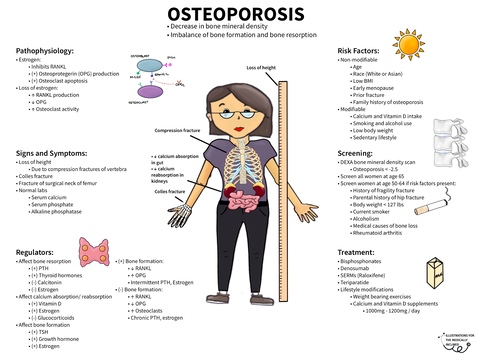 OSTEOPOROSIS
• Decrease in bone mineral density
• Imbalance of bone formation and bone resorption
Pathophysiology:
• Estrogen:
• Inhibits RANKL
• (+) Osteoprotegerin (OPG) production
• (+) Osteoclast apoptosis
• Loss of estrogen:
• + RANKL production
• ↓ OPG
• + Osteoclast activity
Signs and Symptoms:
• Loss of height
• Due to compression fractures of vertebra
• Colles fracture
• Fracture of surgical neck of femur
• Normal labs
• Serum calcium
• Serum phosphate
• Alkaline phosphatase
Regulators:
• Affect bone resorption
• (+) PTH
• (+) Thyroid hormones
• (-) Calcitonin
• (-) Estrogen
• Affect calcium absorption/ reabsorption
• (+) Vitamin D
• (+) Estrogen
• (-) Glucocorticoids
• Affect bone formation
• (+) TSH
• (+) Growth hormone
• (+) Estrogen
• (+) Bone formation:
• ↓ RANKL
• + OPG
• Intermittent PTH, Estrogen
• (-) Bone formation:
• + RANKL
• ↓ OPG
• + Osteoclasts
• Chronic PTH, estrogen
Loss of height
Compression fracture
• ↓ calcium absorption
in gut
• ↓ calcium
reabsorption in
kidneys
Colles fracture
Risk Factors:
• Non-modifiable
• Age
• Race (White or Asian)
• Low BMI
• Early menopause
• Prior fracture
• Family history of osteoporosis
• Modifiable
• Calcium and Vitamin D intake
• Smoking and alcohol use
• Low body weight
• Sedentary lifestyle
Screening:
• DEXA bone mineral density scan
• Osteoporosis < -2.5
• Screen all women at age 65
• Screen women at age 50-64 if risk factors present:
• History of fragility fracture
• Parental history of hip fracture
• Body weight < 127 lbs
• Current smoker
• Alcoholism
• Medical causes of bone loss
• Rheumatoid arthritis
Treatment:
• Bisphosphonates
• Denosumab
• SERMs (Raloxifene)
• Teriparatide
• Lifestyle modifications
• Weight bearing exercises
• Calcium and Vitamin D supplements
• 1000mg - 1200mg / day
ILLUSTRATIONS FOR
THE MEDICALLY
INCLINED